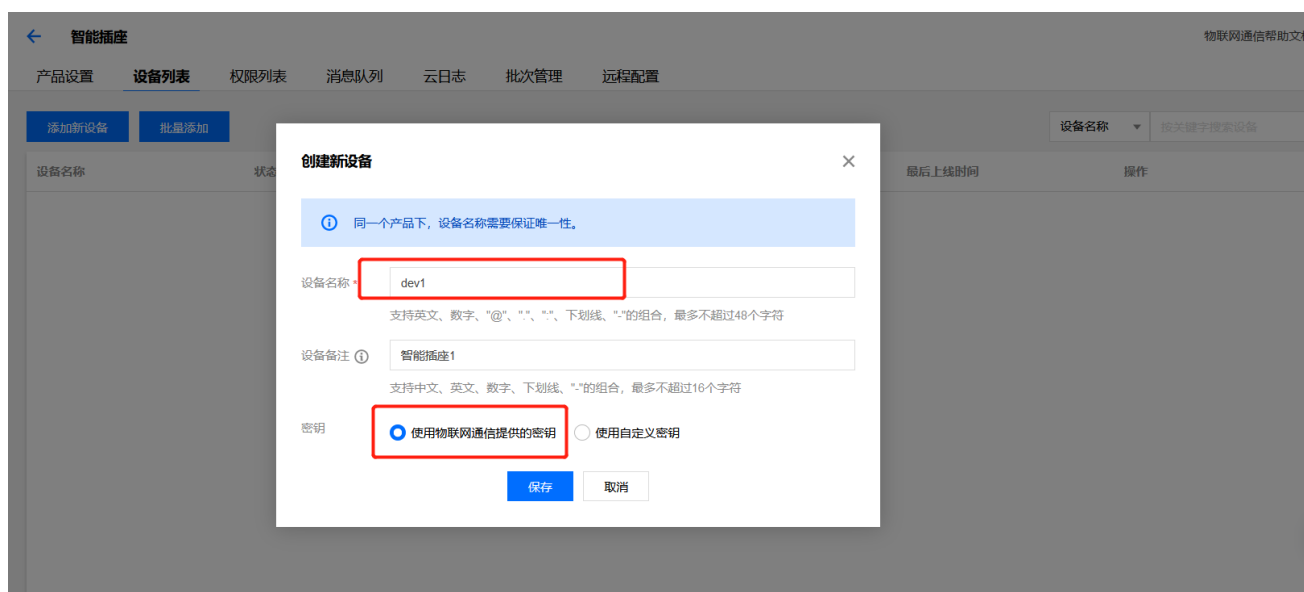 智能插座 物联网通信帮助文
产品设置 设备列表 权限列表 消息队列 云日志 批次管理 远程配置
添加新设备 批量添加 设备名称 按关键字搜索设备
设备名称 状态 最后上线时间 操作
创建新设备
同一个产品下，设备名称需要保证唯一性。
设备名称 * dev1
支持英文、数字、"@"、"."、":"、下划线、"-"的组合，最多不超过48个字符
设备备注 智能插座1
支持中文、英文、数字、下划线、"-"的组合，最多不超过16个字符
密钥 使用物联网通信提供的密钥 使用自定义密钥
保存 取消